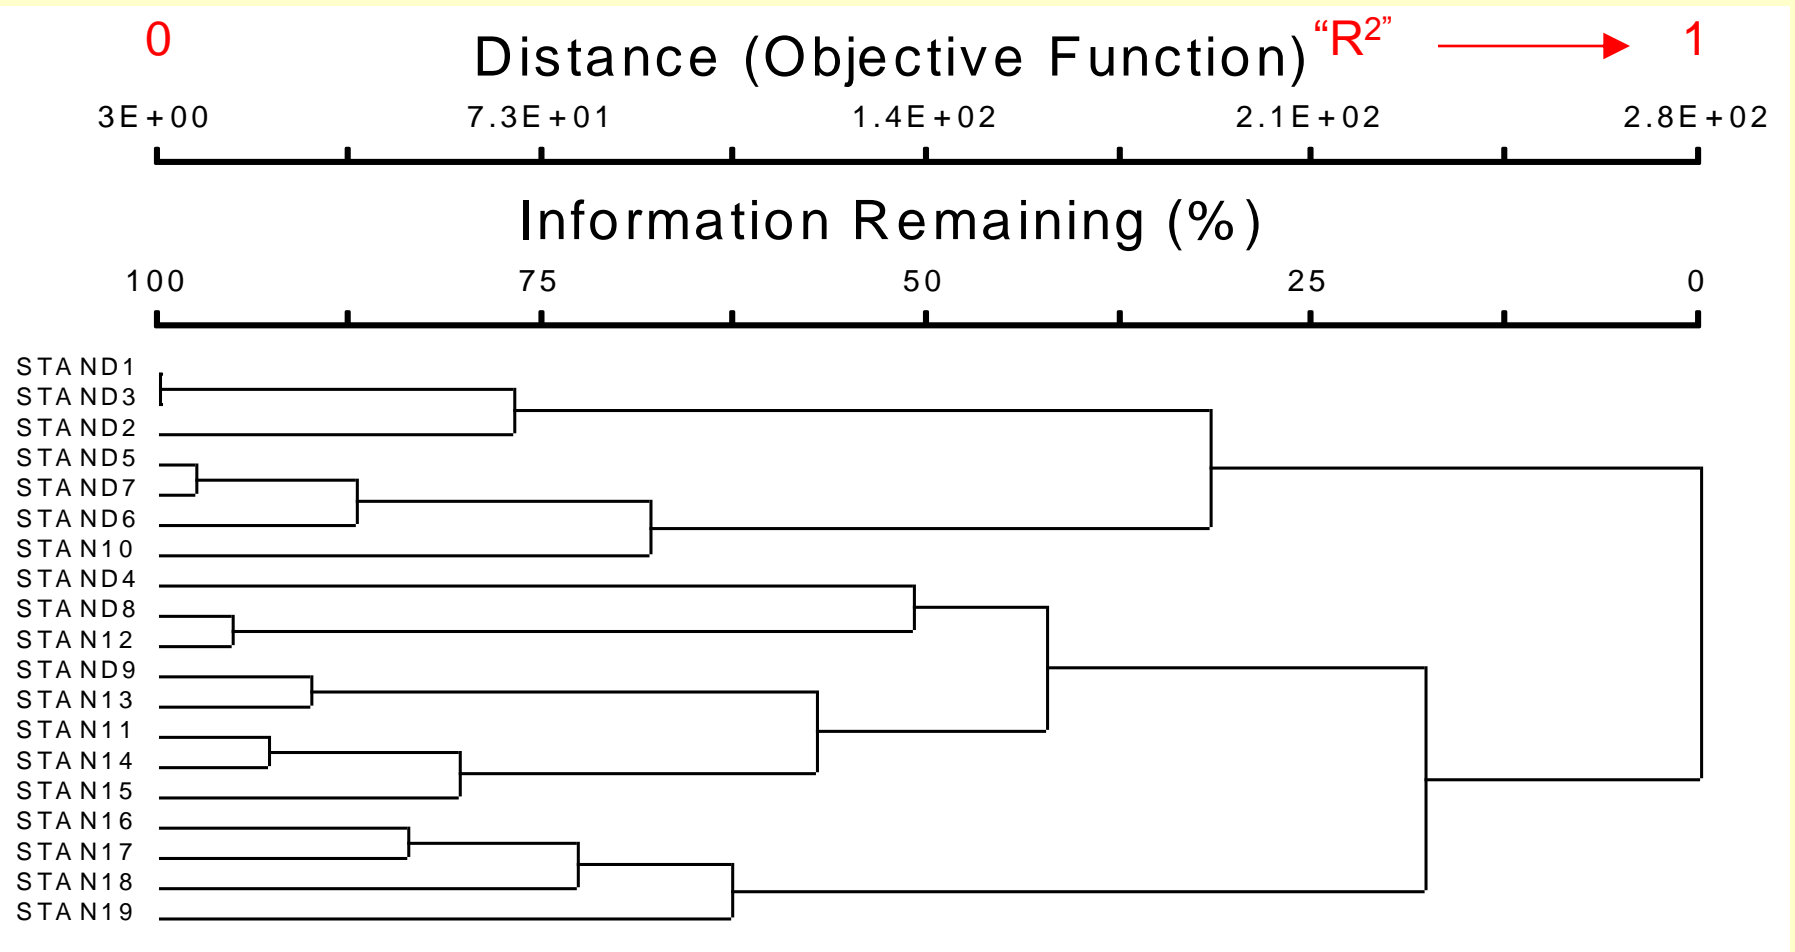 0 Distance (Objective Function) “R²” 1
3E+00 7.3E+01 1.4E+02 2.1E+02 2.8E+02
Information Remaining (%)
100 75 50 25 0
STAND1
STAND3
STAND2
STAND5
STAND7
STAND6
STAN10
STAND4
STAND8
STAN12
STAND9
STAN13
STAN11
STAN14
STAN15
STAN16
STAN17
STAN18
STAN19